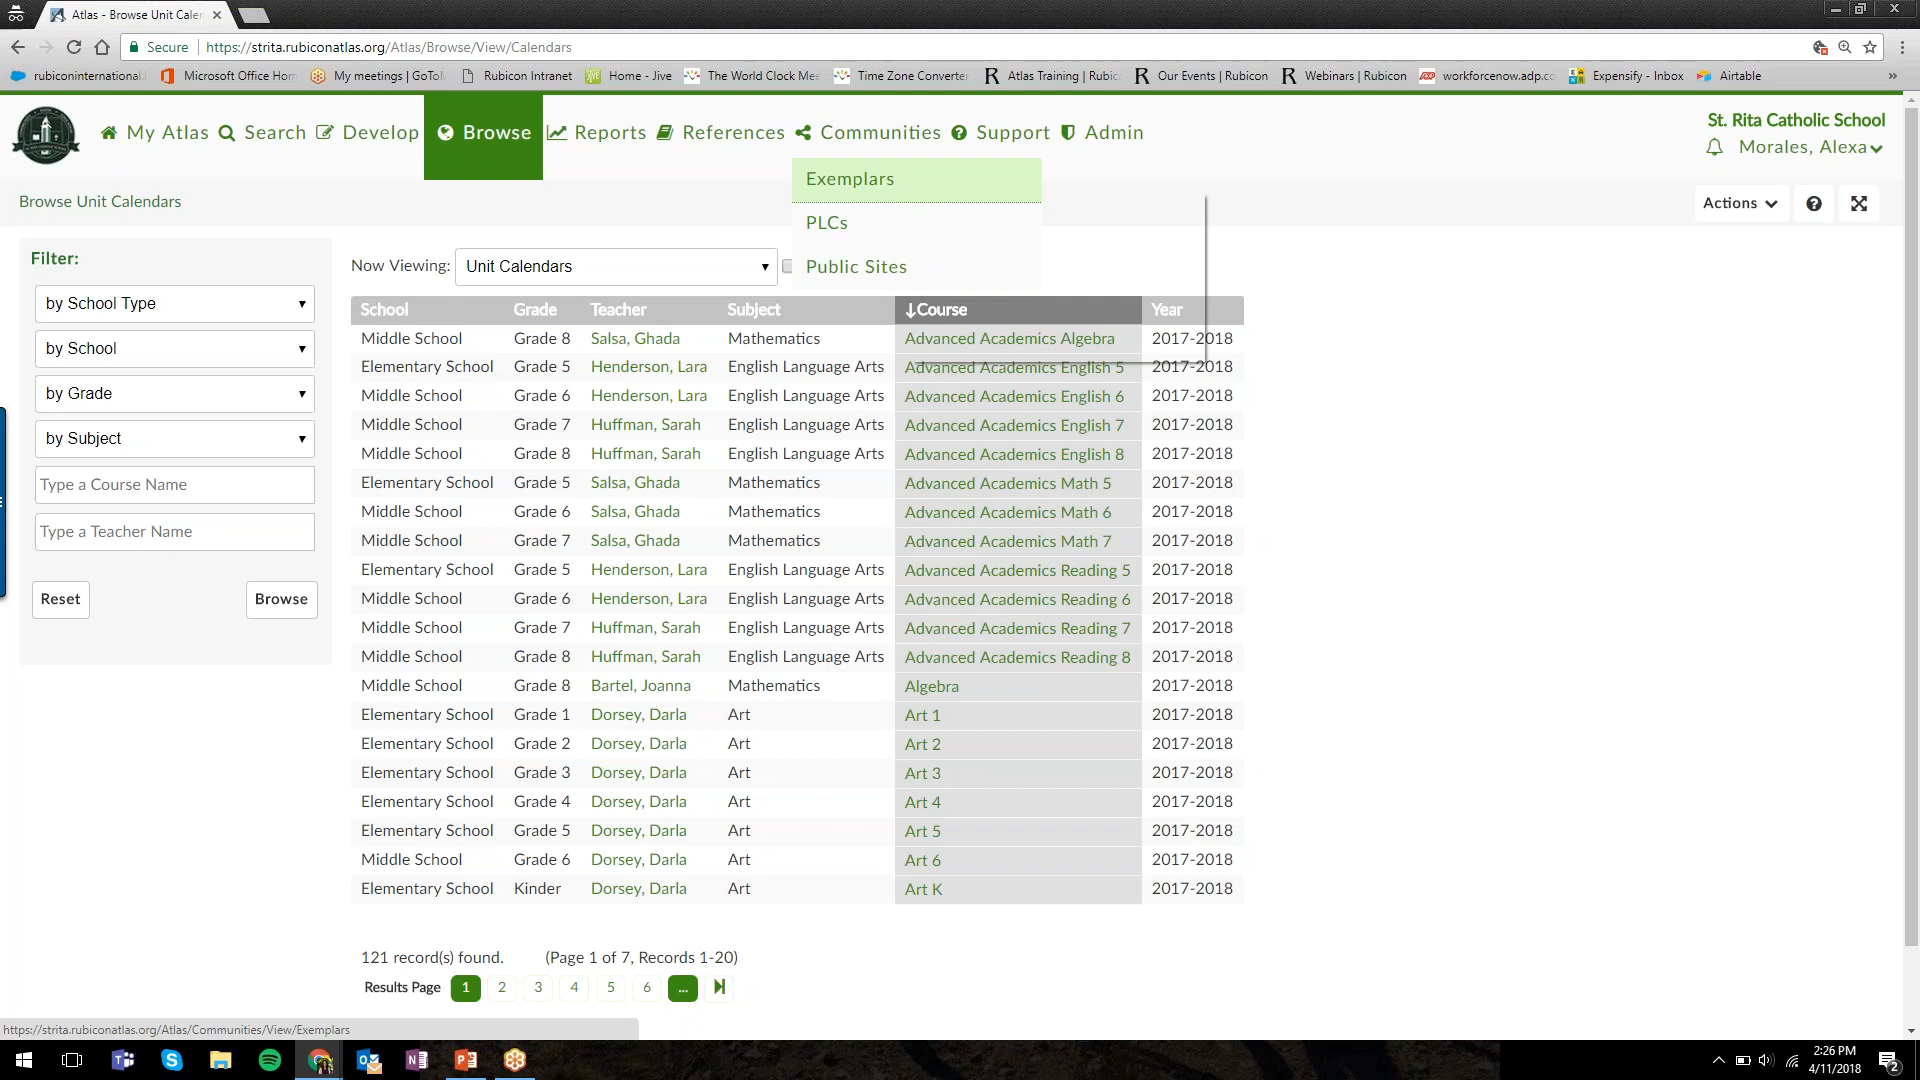 Atlas - Browse Unit Caler
Secure https://strita.rubiconatlas.org/Atlas/Browse/View/Calendars
rubiconinternational. Microsoft Office Hom My meetings | GoToM Rubicon Intranet Home - Jive The World Clock Mee Time Zone Converter Atlas Training | Rubic Our Events | Rubicon Webinars | Rubicon workforcenow.adp.co Expensify - Inbox Airtable »
My Atlas Search Develop Browse Reports References Communities Support Admin
St. Rita Catholic School
Morales, Alexa
Exemplars
PLCs
Public Sites
Browse Unit Calendars
Actions
Filter:
by School Type
by School
by Grade
by Subject
Type a Course Name
Type a Teacher Name
Reset Browse
Now Viewing: Unit Calendars
School Grade Teacher Subject ↓Course Year
Middle School Grade 8 Salsa, Ghada Mathematics Advanced Academics Algebra 2017-2018
Elementary School Grade 5 Henderson, Lara English Language Arts Advanced Academics English 5 2017-2018
Middle School Grade 6 Henderson, Lara English Language Arts Advanced Academics English 6 2017-2018
Middle School Grade 7 Huffman, Sarah English Language Arts Advanced Academics English 7 2017-2018
Middle School Grade 8 Huffman, Sarah English Language Arts Advanced Academics English 8 2017-2018
Elementary School Grade 5 Salsa, Ghada Mathematics Advanced Academics Math 5 2017-2018
Middle School Grade 6 Salsa, Ghada Mathematics Advanced Academics Math 6 2017-2018
Middle School Grade 7 Salsa, Ghada Mathematics Advanced Academics Math 7 2017-2018
Elementary School Grade 5 Henderson, Lara English Language Arts Advanced Academics Reading 5 2017-2018
Middle School Grade 6 Henderson, Lara English Language Arts Advanced Academics Reading 6 2017-2018
Middle School Grade 7 Huffman, Sarah English Language Arts Advanced Academics Reading 7 2017-2018
Middle School Grade 8 Huffman, Sarah English Language Arts Advanced Academics Reading 8 2017-2018
Middle School Grade 8 Bartel, Joanna Mathematics Algebra 2017-2018
Elementary School Grade 1 Dorsey, Darla Art Art 1 2017-2018
Elementary School Grade 2 Dorsey, Darla Art Art 2 2017-2018
Elementary School Grade 3 Dorsey, Darla Art Art 3 2017-2018
Elementary School Grade 4 Dorsey, Darla Art Art 4 2017-2018
Elementary School Grade 5 Dorsey, Darla Art Art 5 2017-2018
Middle School Grade 6 Dorsey, Darla Art Art 6 2017-2018
Elementary School Kinder Dorsey, Darla Art Art K 2017-2018
121 record(s) found. (Page 1 of 7, Records 1-20)
Results Page 1 2 3 4 5 6 ...
https://strita.rubiconatlas.org/Atlas/Communities/View/Exemplars
2:26 PM
4/11/2018
2